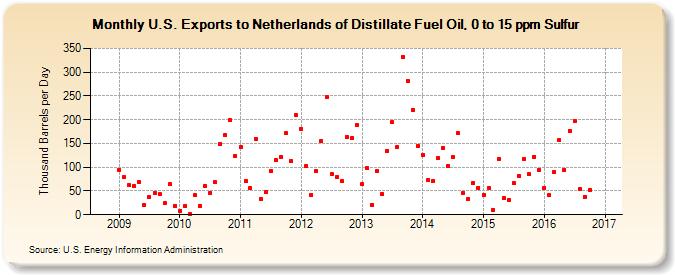 Monthly U.S. Exports to Netherlands of Distillate Fuel Oil, 0 to 15 ppm Sulfur
Thousand Barrels per Day
350
300
250
200
150
100
50
0
2009 2010 2011 2012 2013 2014 2015 2016 2017
Source: U.S. Energy Information Administration